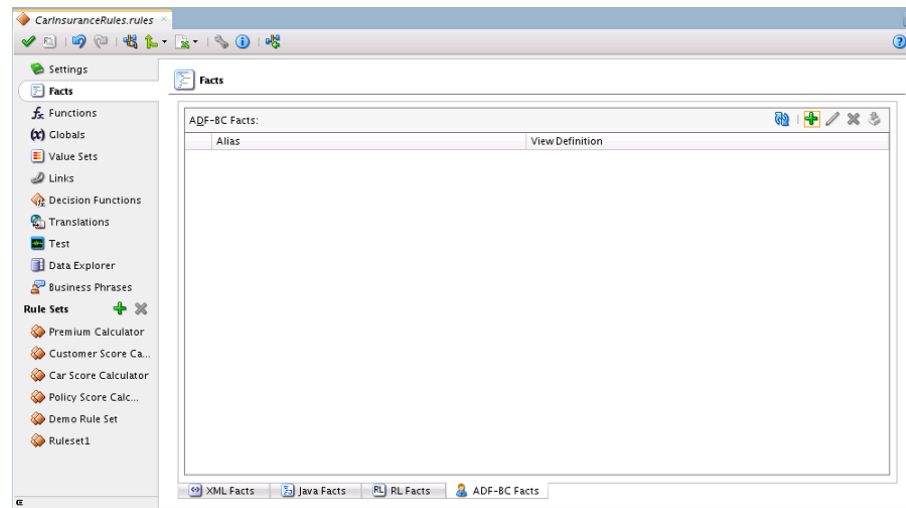 CarInsuranceRules.rules
Settings
Facts
Functions
Globals
Value Sets
Links
Decision Functions
Translations
Test
Data Explorer
Business Phrases
Rule Sets
Premium Calculator
Customer Score Ca...
Car Score Calculator
Policy Score Calc...
Demo Rule Set
Ruleset1
Facts
ADF-BC Facts:
Alias View Definition
XML Facts Java Facts RL RL Facts ADF-BC Facts